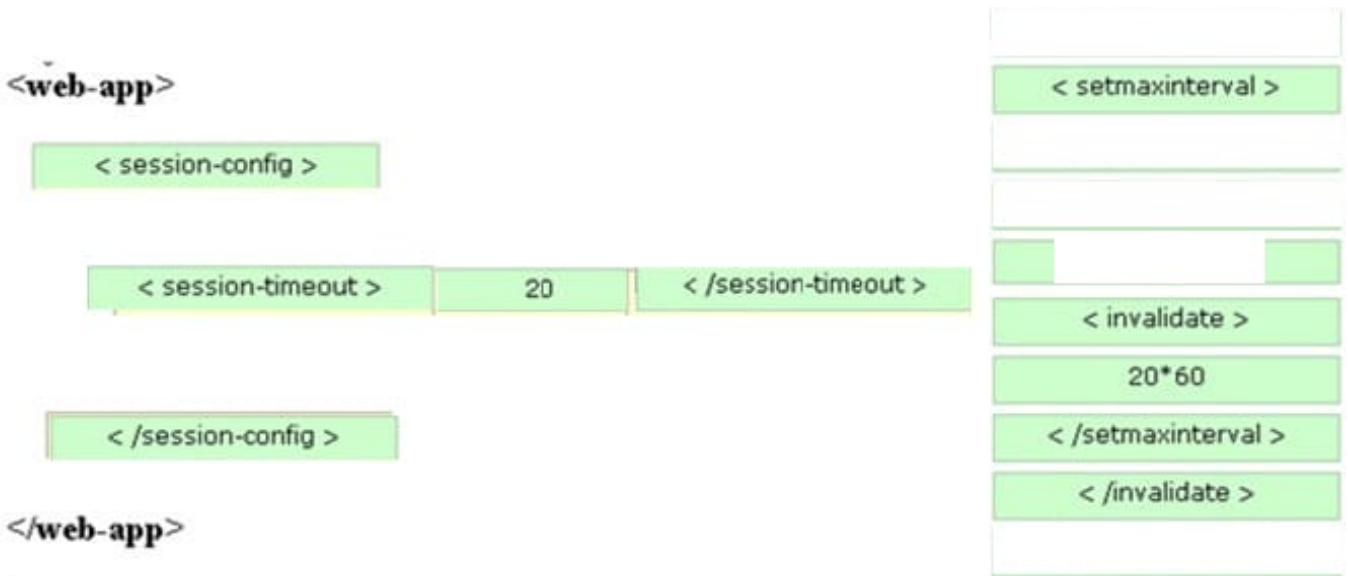 <web-app>
< setmaxinterval >
< session-config >
< session-timeout > 20 < /session-timeout >
< invalidate >
20*60
< /session-config >
< /setmaxinterval >
< /invalidate >
</web-app>